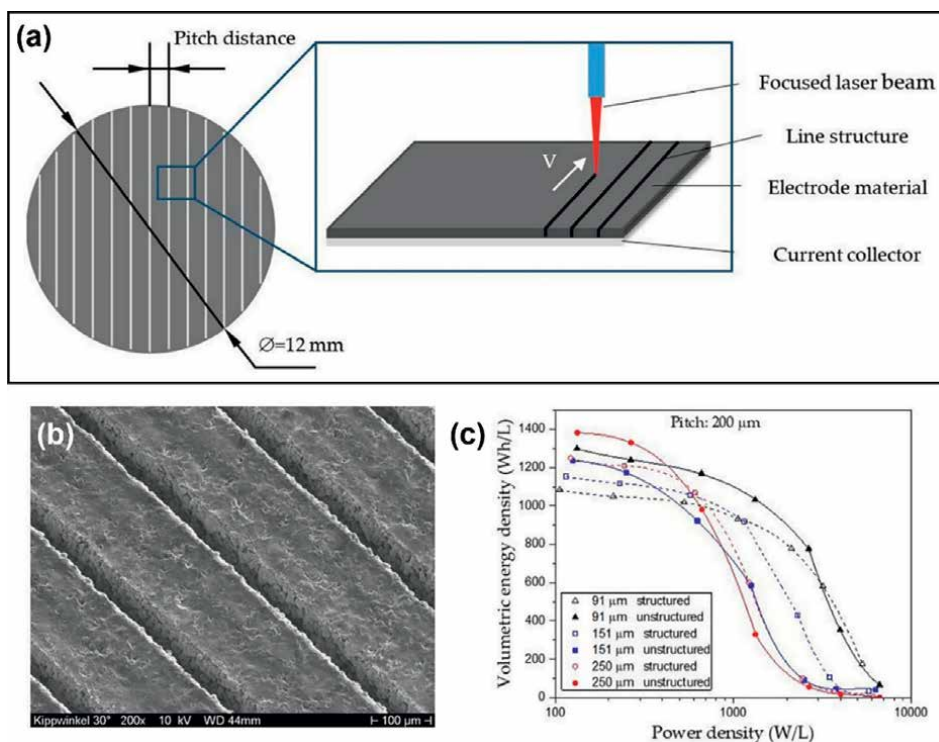 (a)
Pitch distance
Ø=12 mm
V
Focused laser beam
Line structure
Electrode material
Current collector
(b)
Kippwinkel 30° 200x 10 kV WD 44mm
100 µm
(c)
Pitch: 200 µm
Volumetric energy density (Wh/L)
1400
1200
1000
800
600
400
200
0
91 µm structured
91 µm unstructured
151 µm structured
151 µm unstructured
250 µm structured
250 µm unstructured
100
1000
10000
Power density (W/L)